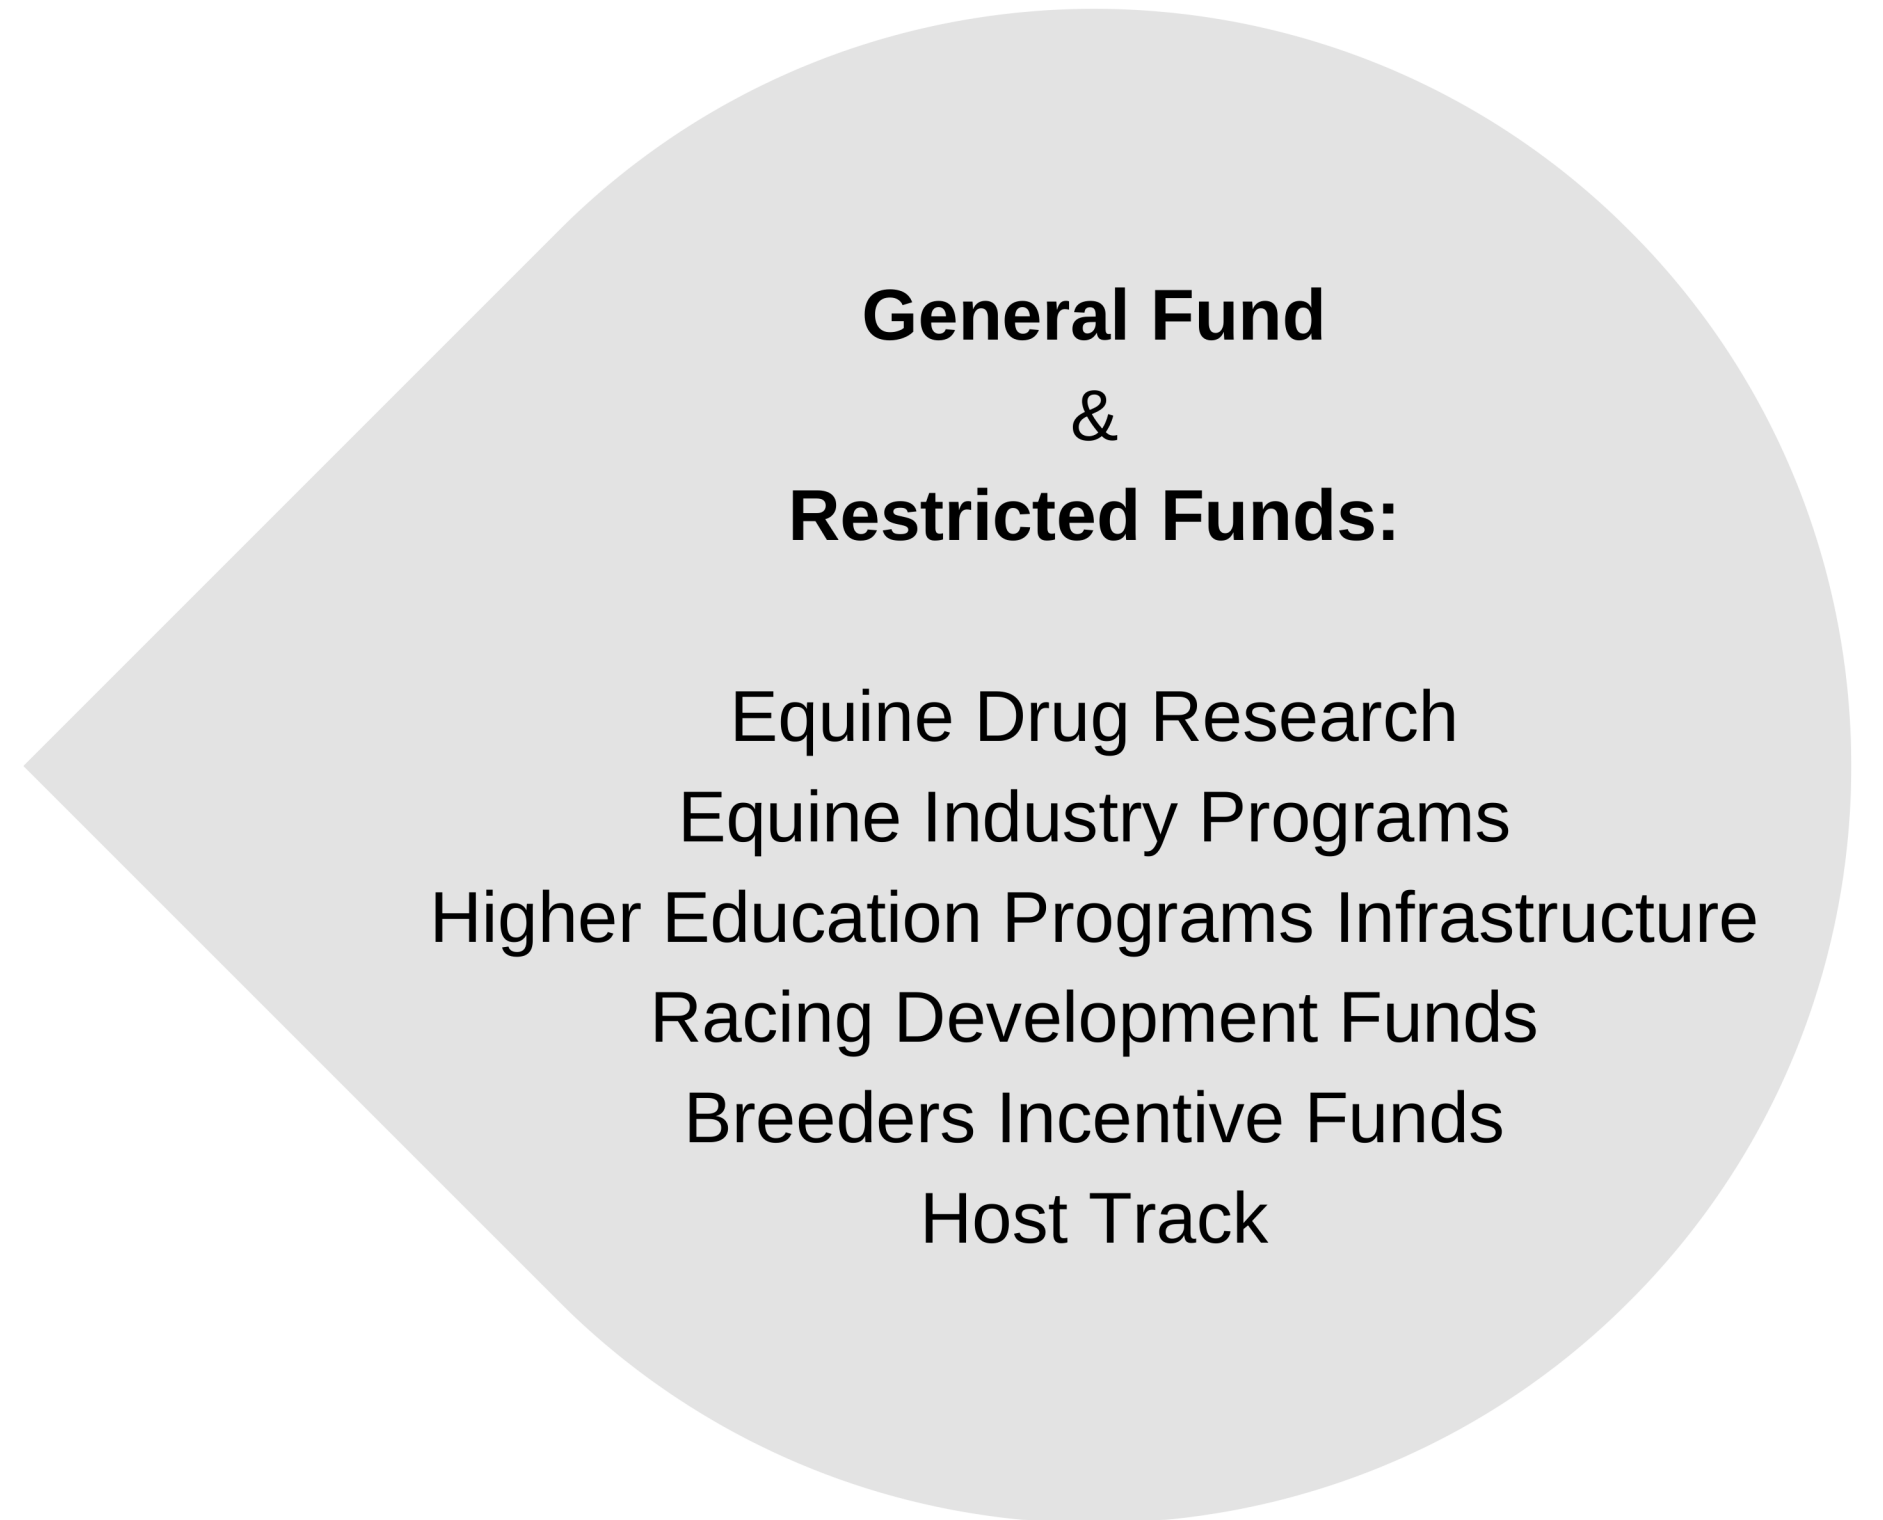 General Fund
&
Restricted Funds:
Equine Drug Research
Equine Industry Programs
Higher Education Programs Infrastructure
Racing Development Funds
Breeders Incentive Funds
Host Track